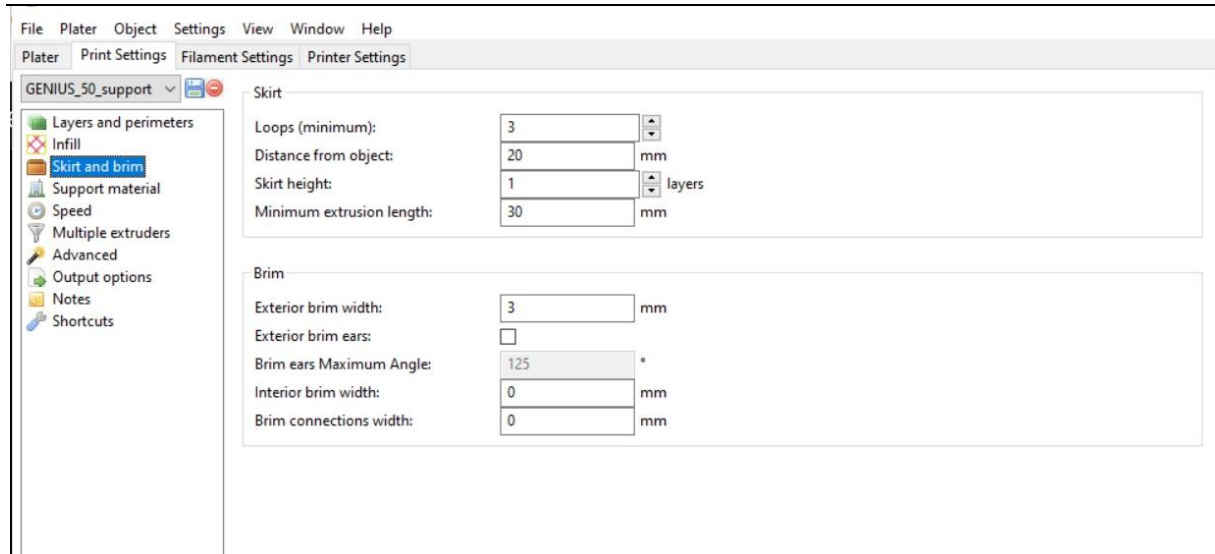 File Plater Object Settings View Window Help
Plater Print Settings Filament Settings Printer Settings
GENIUS_50_support
Layers and perimeters
Infill
Skirt and brim
Support material
Speed
Multiple extruders
Advanced
Output options
Notes
Shortcuts
Skirt
Loops (minimum): 3
Distance from object: 20 mm
Skirt height: 1 layers
Minimum extrusion length: 30 mm
Brim
Exterior brim width: 3 mm
Exterior brim ears:
Brim ears Maximum Angle: 125 °
Interior brim width: 0 mm
Brim connections width: 0 mm